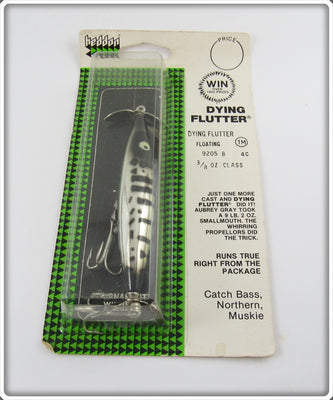 heddon
PRICE
WIN
DYING
FLUTTER®
DYING FLUTTER
FLOATING TM
9205 B 4C
3/8 OZ CLASS
JUST ONE MORE
CAST AND DYING
FLUTTER® DID IT!
AUBREY GRAY TOOK
A 9 LB. 2 OZ.
SMALLMOUTH. THE
WHIRRING
PROPELLORS DID
THE TRICK.
RUNS TRUE
RIGHT FROM THE
PACKAGE
Catch Bass,
Northern,
Muskie